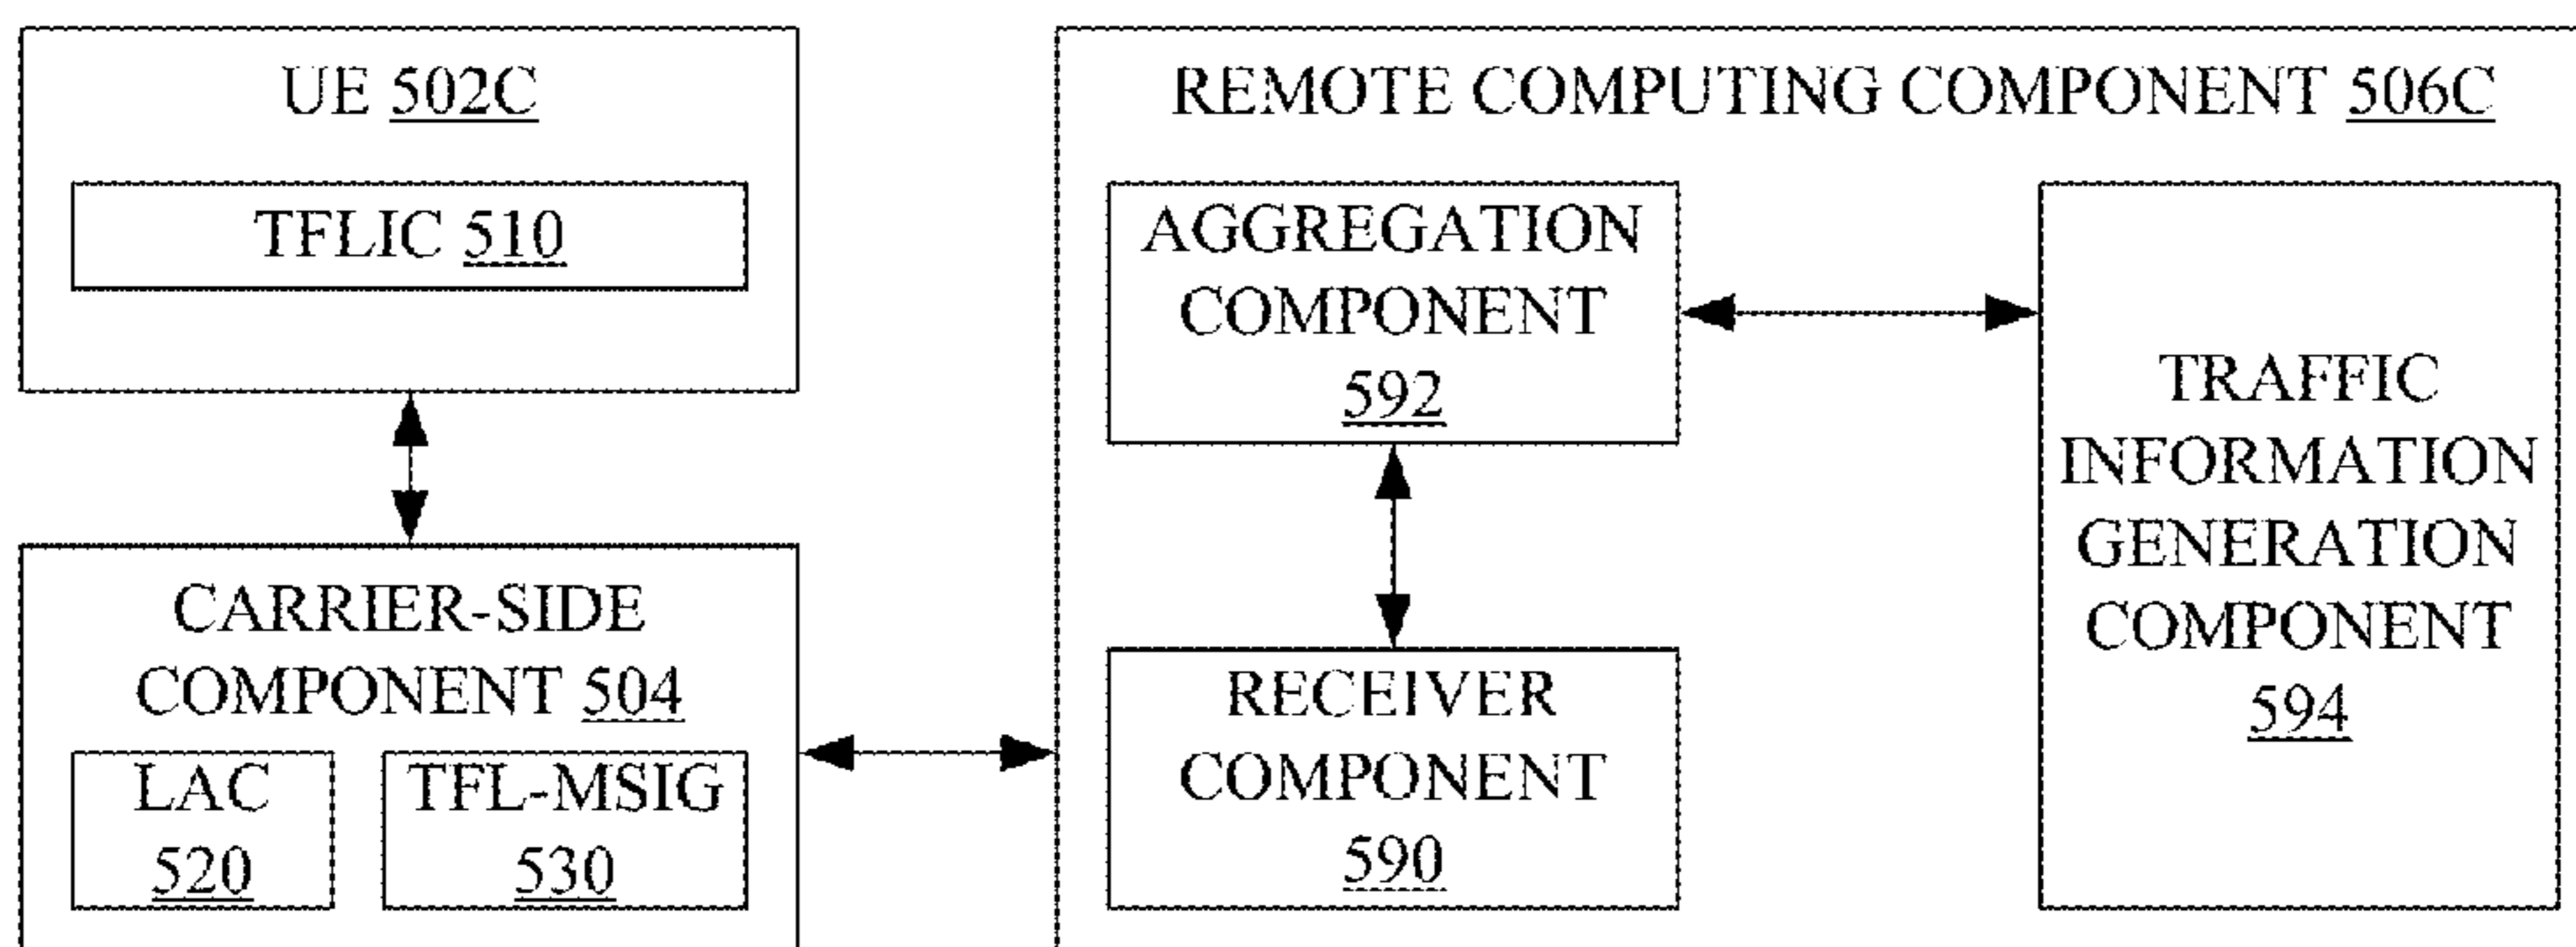 UE 502C
TFLIC 510
CARRIER-SIDE
COMPONENT 504
LAC
520
TFL-MSIG
530
REMOTE COMPUTING COMPONENT 506C
AGGREGATION
COMPONENT
592
RECEIVER
COMPONENT
590
TRAFFIC
INFORMATION
GENERATION
COMPONENT
594